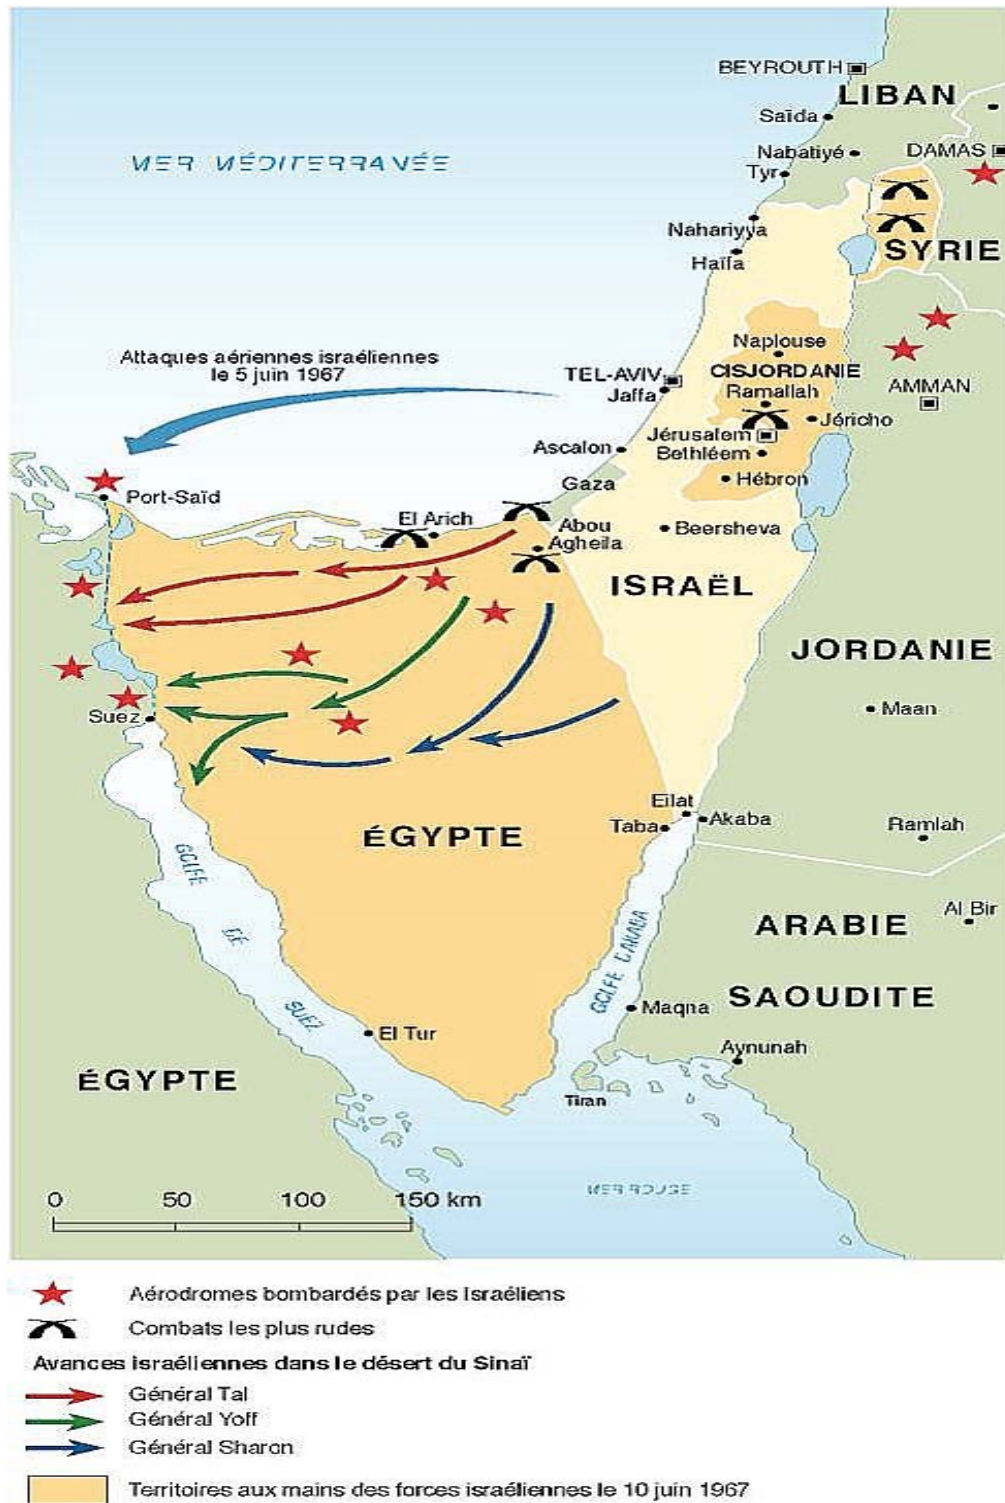 BEYROUTH
LIBAN
Saïda
Nabatiyé
DAMAS
Tyr
MER MÉDITERRANÉE
Nahariyya
SYRIE
Haïfa
Attaques aériennes israéliennes
le 5 juin 1967
Naplouse
TEL-AVIV
CISJORDANIE
Jaffa
Ramallah
AMMAN
Jéricho
Jérusalem
Ascalon
Bethléem
Gaza
Hébron
Port-Saïd
El Arich
Abou
Agheila
Beersheva
ISRAËL
JORDANIE
Suez
Maan
Eilat
Taba
Akaba
Ramlah
ÉGYPTE
GOLFE
DE
SUEZ
GOLFE D'AKABA
Al Bir
ARABIE
SAOUDITE
Maqna
El Tur
Aynunah
ÉGYPTE
Tiran
MER ROUGE
0 50 100 150 km
Aérodromes bombardés par les Israéliens
Combats les plus rudes
Avances israéliennes dans le désert du Sinaï
Général Tal
Général Yoff
Général Sharon
Territoires aux mains des forces israéliennes le 10 juin 1967